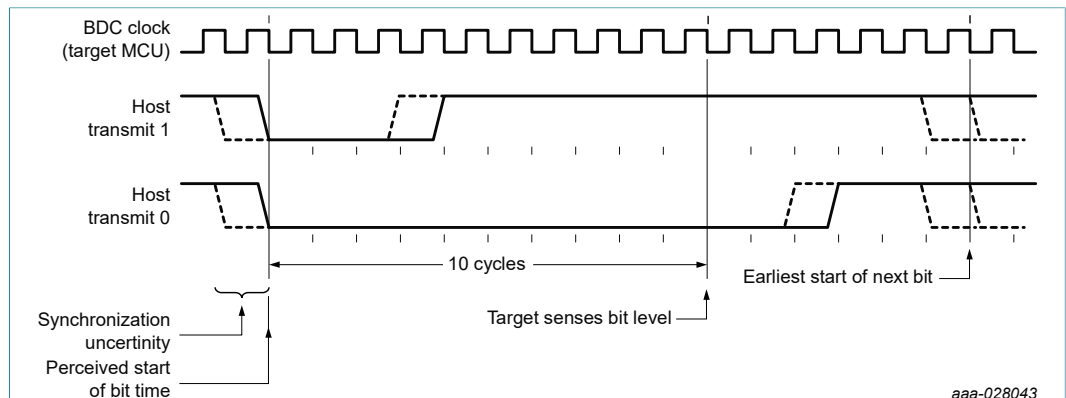 BDC clock
(target MCU)
Host
transmit 1
Host
transmit 0
10 cycles
Earliest start of next bit
Target senses bit level
Synchronization
uncertinity
Perceived start
of bit time
aaa-028043